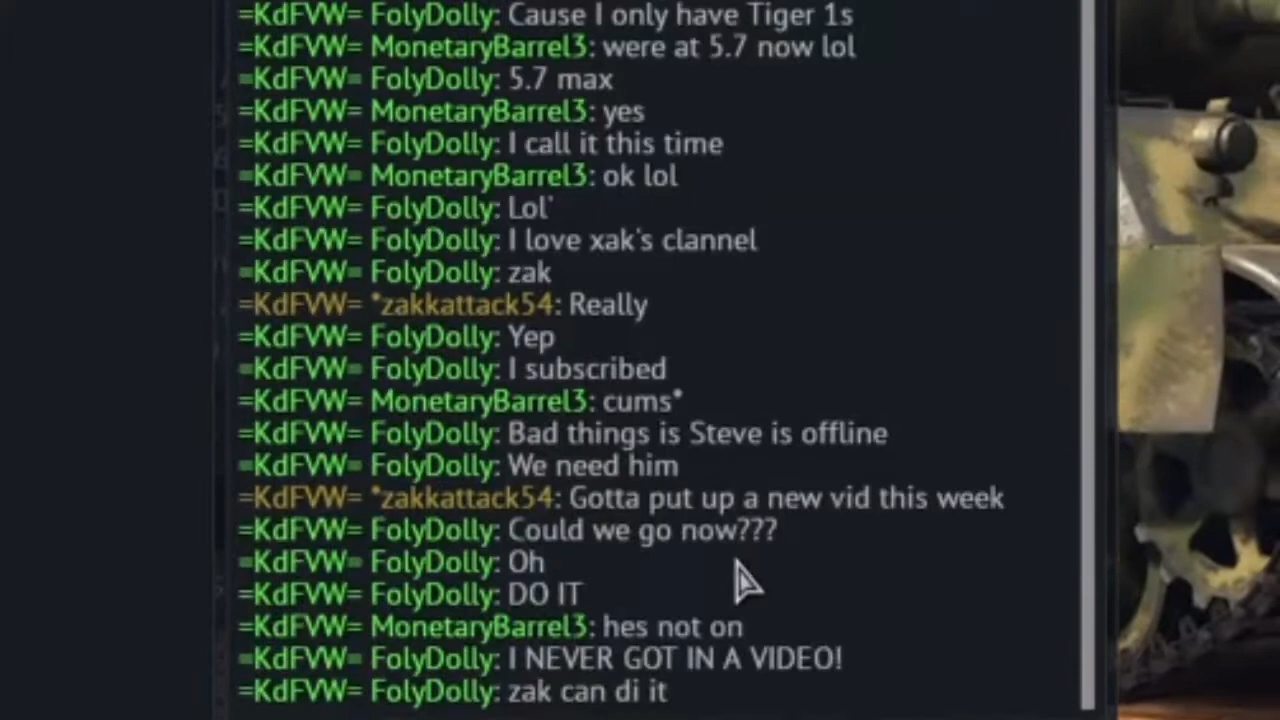 =KdFVW= FolyDolly: Cause I only have Tiger 1s
=KdFVW= MonetaryBarrel3: were at 5.7 now lol
=KdFVW= FolyDolly: 5.7 max
=KdFVW= MonetaryBarrel3: yes
=KdFVW= FolyDolly: I call it this time
=KdFVW= MonetaryBarrel3: ok lol
=KdFVW= FolyDolly: Lol'
=KdFVW= FolyDolly: I love xak's clannel
=KdFVW= FolyDolly: zak
=KdFVW= *zakkattack54: Really
=KdFVW= FolyDolly: Yep
=KdFVW= FolyDolly: I subscribed
=KdFVW= MonetaryBarrel3: cums*
=KdFVW= FolyDolly: Bad things is Steve is offline
=KdFVW= FolyDolly: We need him
=KdFVW= *zakkattack54: Gotta put up a new vid this week
=KdFVW= FolyDolly: Could we go now???
=KdFVW= FolyDolly: Oh
=KdFVW= FolyDolly: DO IT
=KdFVW= MonetaryBarrel3: hes not on
=KdFVW= FolyDolly: I NEVER GOT IN A VIDEO!
=KdFVW= FolyDolly: zak can di it